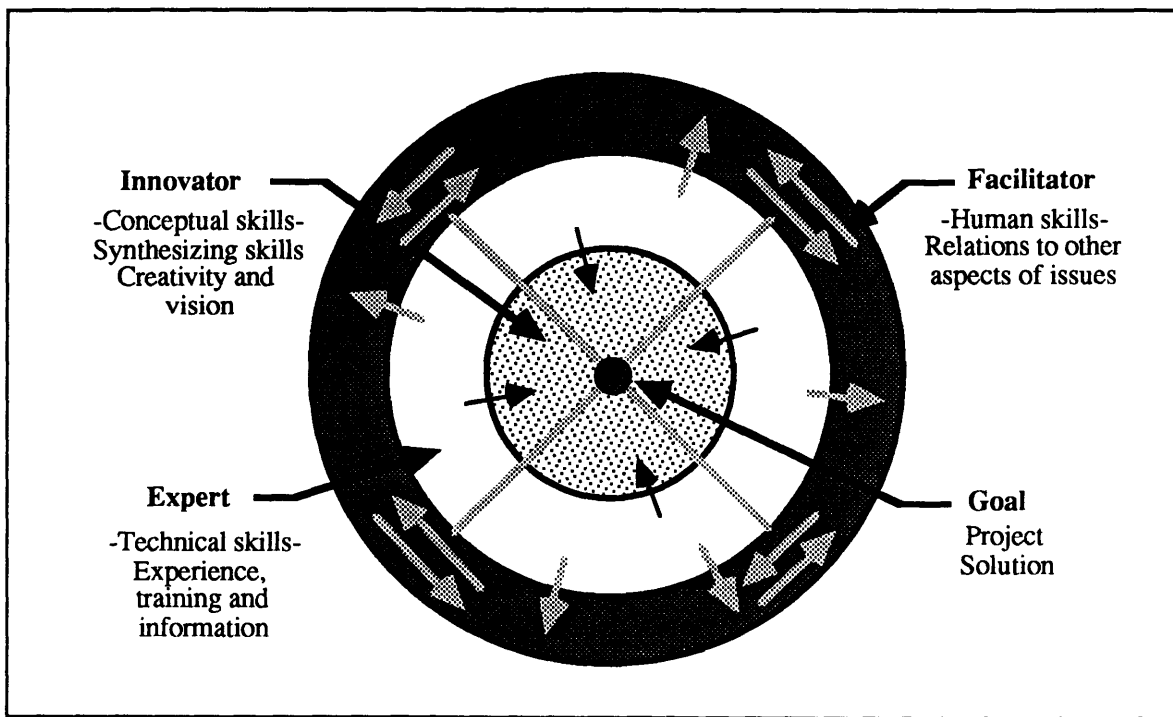 Innovator
-Conceptual skills-
Synthesizing skills
Creativity and
vision
Facilitator
-Human skills-
Relations to other
aspects of issues
Expert
-Technical skills-
Experience,
training and
information
Goal
Project
Solution